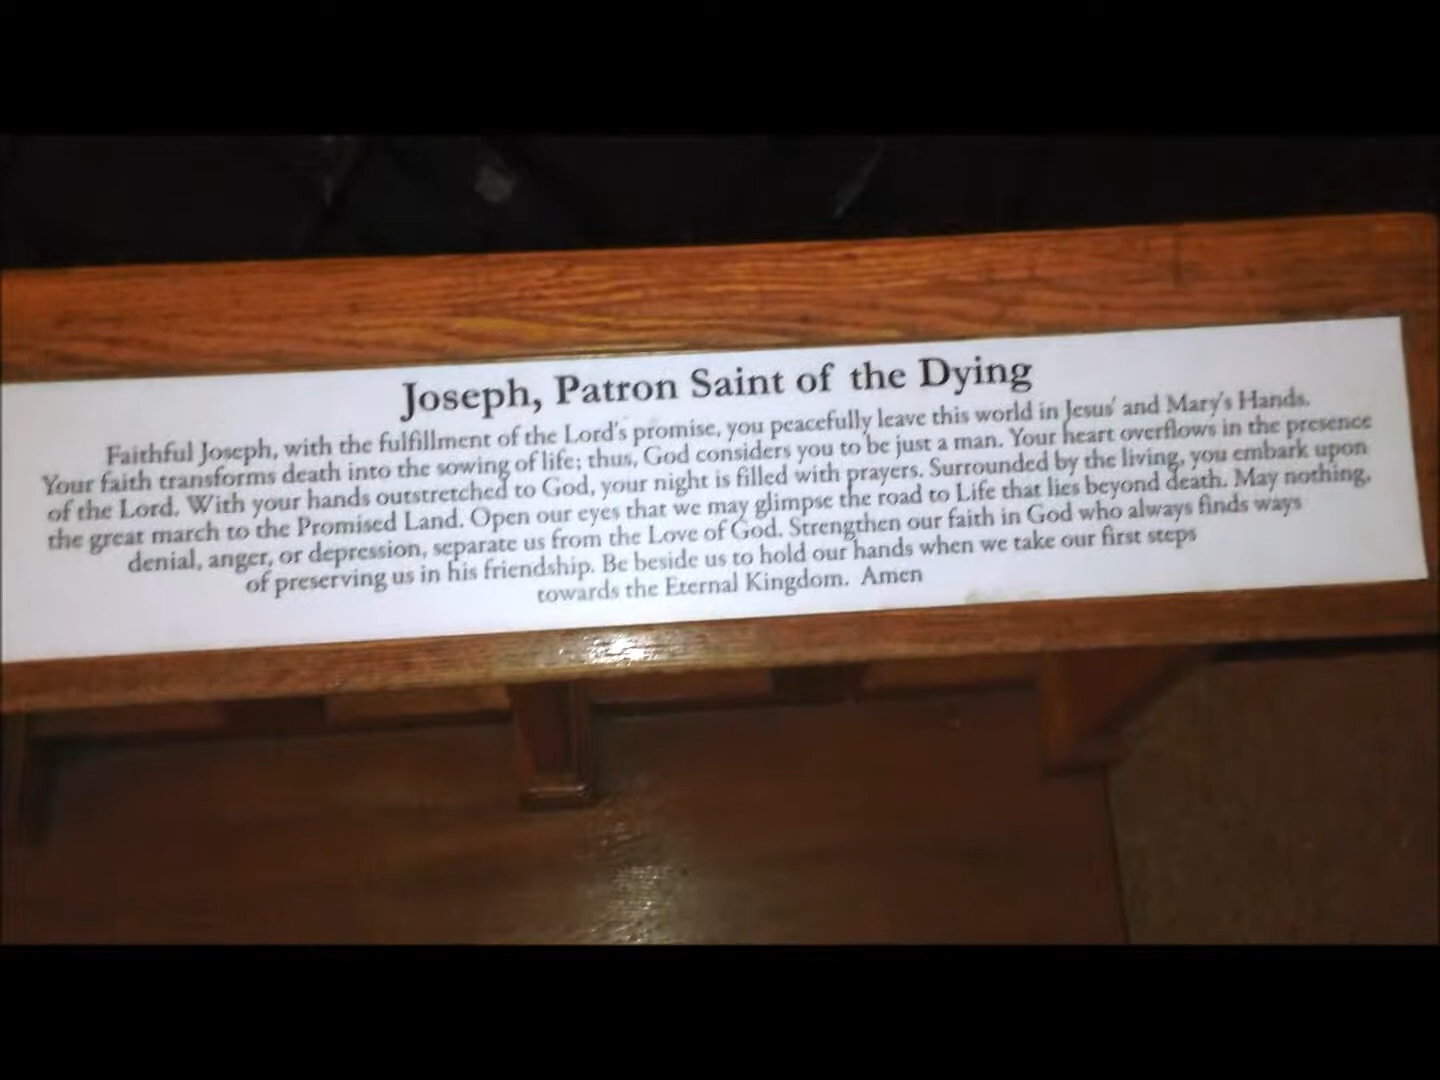 Joseph, Patron Saint of the Dying
Faithful Joseph, with the fulfillment of the Lord's promise, you peacefully leave this world in Jesus' and Mary's Hands.
Your faith transforms death into the sowing of life; thus, God considers you to be just a man. Your heart overflows in the presence
of the Lord. With your hands outstretched to God, your night is filled with prayers. Surrounded by the living, you embark upon
the great march to the Promised Land. Open our eyes that we may glimpse the road to Life that lies beyond death. May nothing,
denial, anger, or depression, separate us from the Love of God. Strengthen our faith in God who always finds ways
of preserving us in his friendship. Be beside us to hold our hands when we take our first steps
towards the Eternal Kingdom. Amen